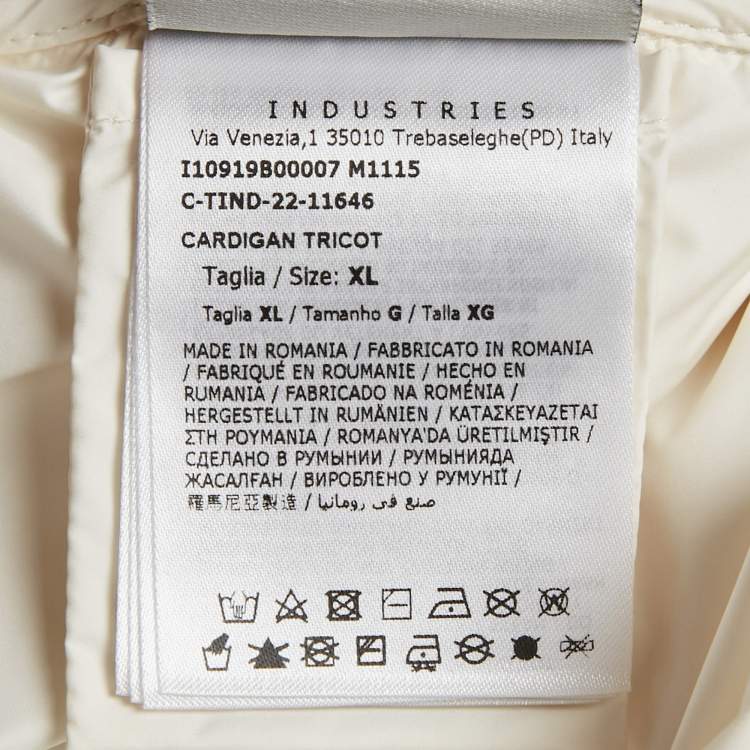 INDUSTRIES
Via Venezia,1 35010 Trebaseleghe(PD) Italy
I10919B00007 M1115
C-TIND-22-11646
CARDIGAN TRICOT
Taglia / Size: XL
Taglia XL / Tamanho G / Talla XG
MADE IN ROMANIA / FABBRICATO IN ROMANIA
/ FABRIQUÉ EN ROUMANIE / HECHO EN
RUMANIA / FABRICADO NA ROMÉNIA /
HERGESTELLT IN RUMÄNIEN / ΚΑΤΑΣΚΕΥΑΖΕΤΑΙ
ΣΤΗ ΡΟΥΜΑΝΙΑ / ROMANYA'DA ÜRETILMIŞTIR /
СДЕЛАНО В РУМЫНИИ / РУМЫНИЯДА
ЖАСАЛҒАН / ВИРОБЛЕНО У РУМУНІЇ /
羅馬尼亞製造 / صنع في رومانيا